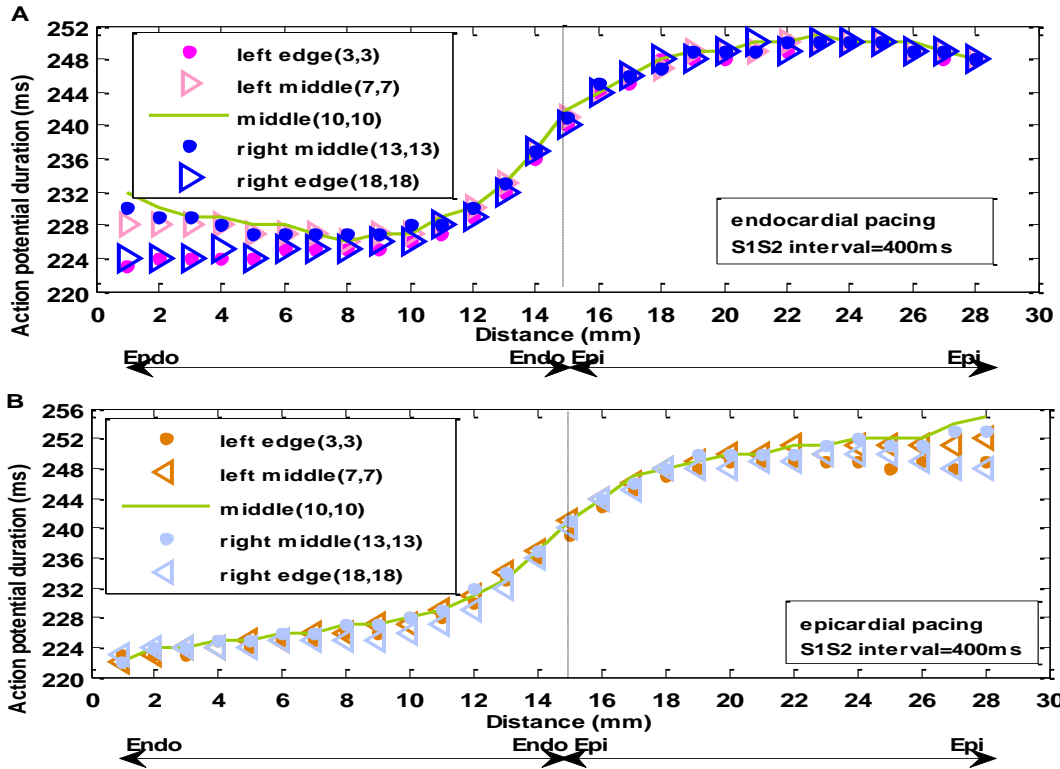 A
Action potential duration (ms)
252
248
244
240
236
232
228
224
220
left edge(3,3)
left middle(7,7)
middle(10,10)
right middle(13,13)
right edge(18,18)
endocardial pacing
S1S2 interval=400ms
0 2 4 6 8 10 12 14 16 18 20 22 24 26 28 30
Distance (mm)
Endo Endo Epi Epi
B
Action potential duration (ms)
256
252
248
244
240
236
232
228
224
220
left edge(3,3)
left middle(7,7)
middle(10,10)
right middle(13,13)
right edge(18,18)
epicardial pacing
S1S2 interval=400ms
0 2 4 6 8 10 12 14 16 18 20 22 24 26 28 30
Distance (mm)
Endo Endo Epi Epi